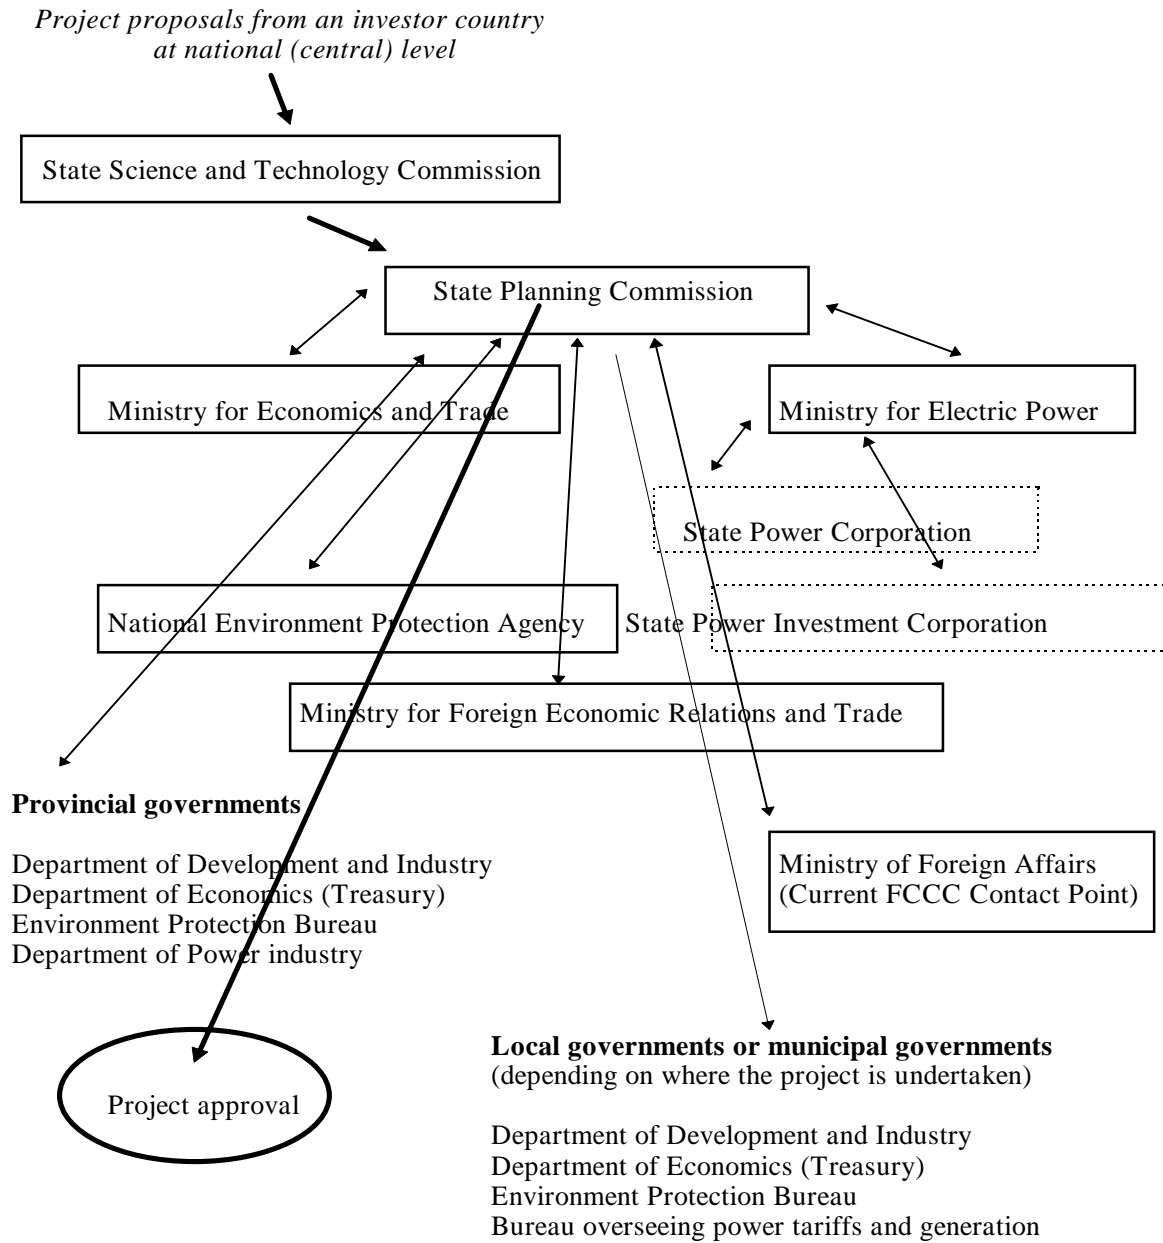 Project proposals from an investor country
at national (central) level
State Science and Technology Commission
State Planning Commission
Ministry for Economics and Trade
Ministry for Electric Power
State Power Corporation
National Environment Protection Agency
State Power Investment Corporation
Ministry for Foreign Economic Relations and Trade
Provincial governments
Department of Development and Industry
Department of Economics (Treasury)
Environment Protection Bureau
Department of Power industry
Ministry of Foreign Affairs
(Current FCCC Contact Point)
Project approval
Local governments or municipal governments
(depending on where the project is undertaken)
Department of Development and Industry
Department of Economics (Treasury)
Environment Protection Bureau
Bureau overseeing power tariffs and generation